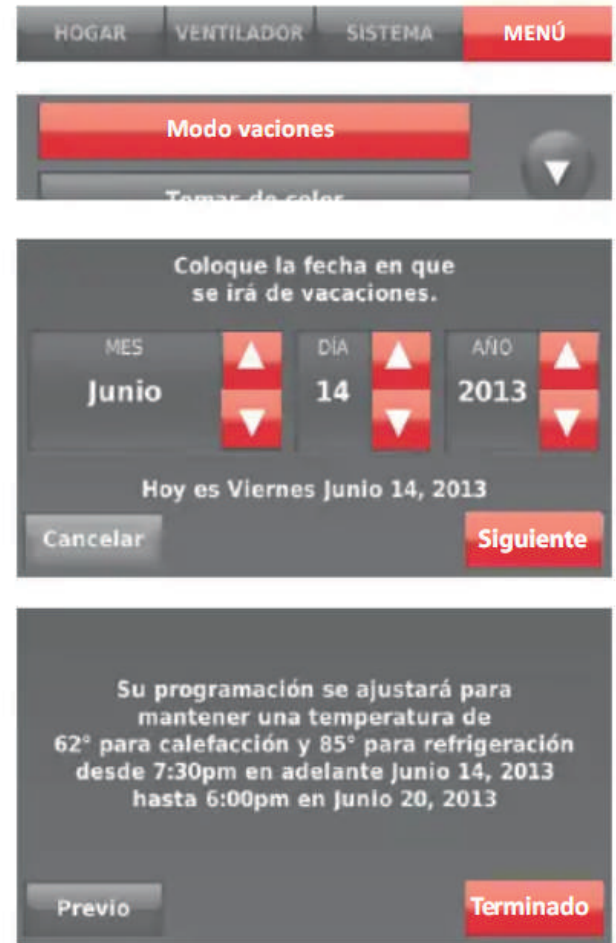 HOGAR VENTILADOR SISTEMA MENÚ
Modo vaciones
Tomar de color
Coloque la fecha en que
se irá de vacaciones.
MES DÍA AÑO
Junio 14 2013
Hoy es Viernes Junio 14, 2013
Cancelar Siguiente
Su programación se ajustará para
mantener una temperatura de
62° para calefacción y 85° para refrigeración
desde 7:30pm en adelante Junio 14, 2013
hasta 6:00pm en Junio 20, 2013
Previo Terminado